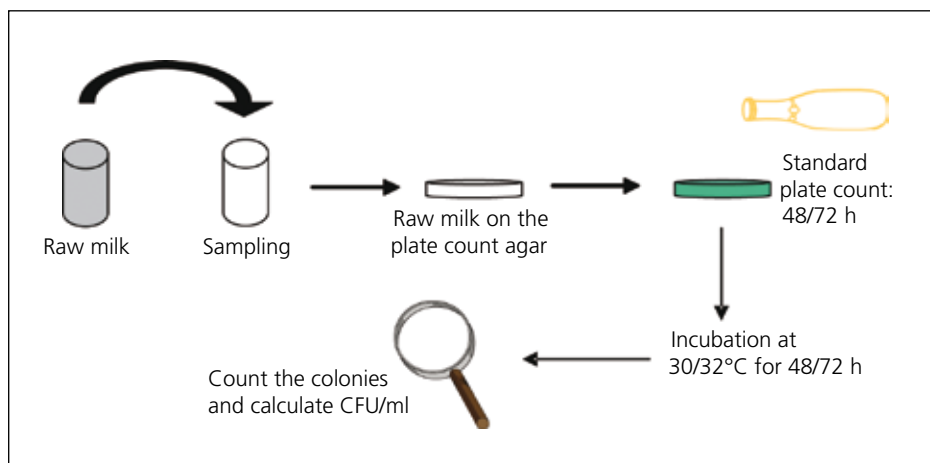 Raw milk
Sampling
Raw milk on the
plate count agar
Standard
plate count:
48/72 h
Incubation at
30/32°C for 48/72 h
Count the colonies
and calculate CFU/ml